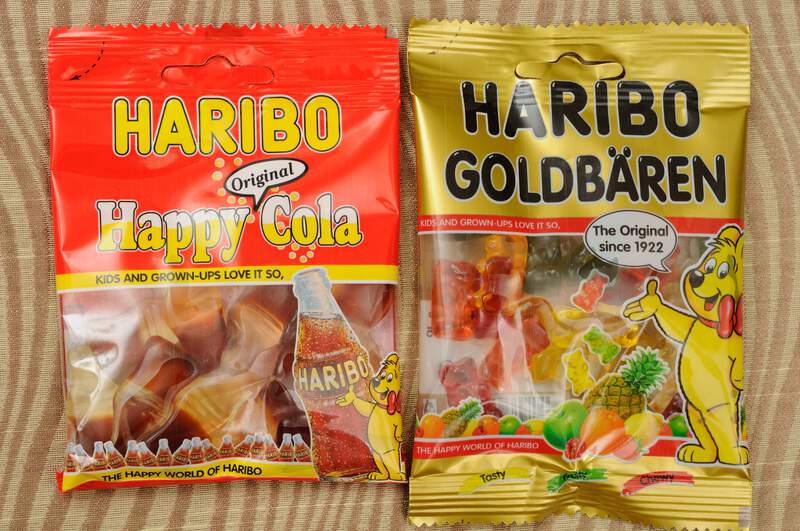 HARIBO
Original
Happy Cola
KIDS AND GROWN-UPS LOVE IT SO,
HARIBO
THE HAPPY WORLD OF HARIBO
HARIBO
GOLDBÄREN
KIDS AND GROWN-UPS LOVE IT SO,
The Original
since 1922
THE HAPPY WORLD OF HARIBO
Tasty
Fruity
Chewy